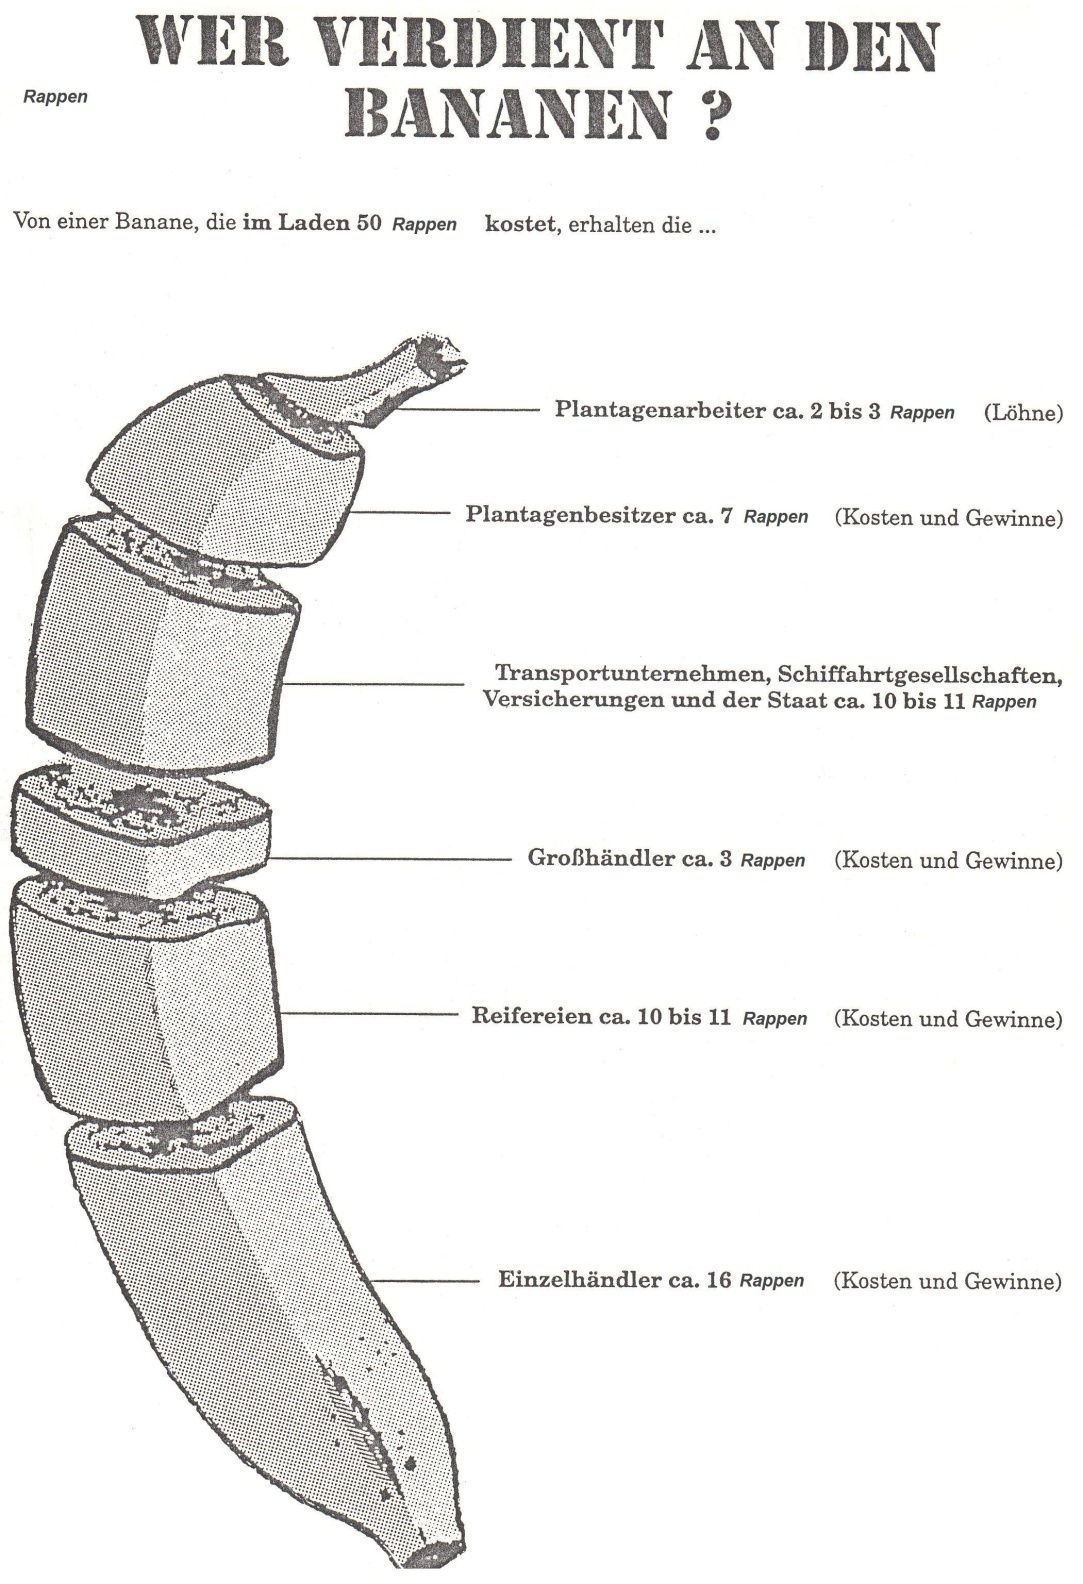 WER VERDIENT AN DEN
BANANEN ?
Rappen
Von einer Banane, die im Laden 50 Rappen kostet, erhalten die ...
Plantagenarbeiter ca. 2 bis 3 Rappen (Löhne)
Plantagenbesitzer ca. 7 Rappen (Kosten und Gewinne)
Transportunternehmen, Schiffahrtgesellschaften,
Versicherungen und der Staat ca. 10 bis 11 Rappen
Großhändler ca. 3 Rappen (Kosten und Gewinne)
Reifereien ca. 10 bis 11 Rappen (Kosten und Gewinne)
Einzelhändler ca. 16 Rappen (Kosten und Gewinne)